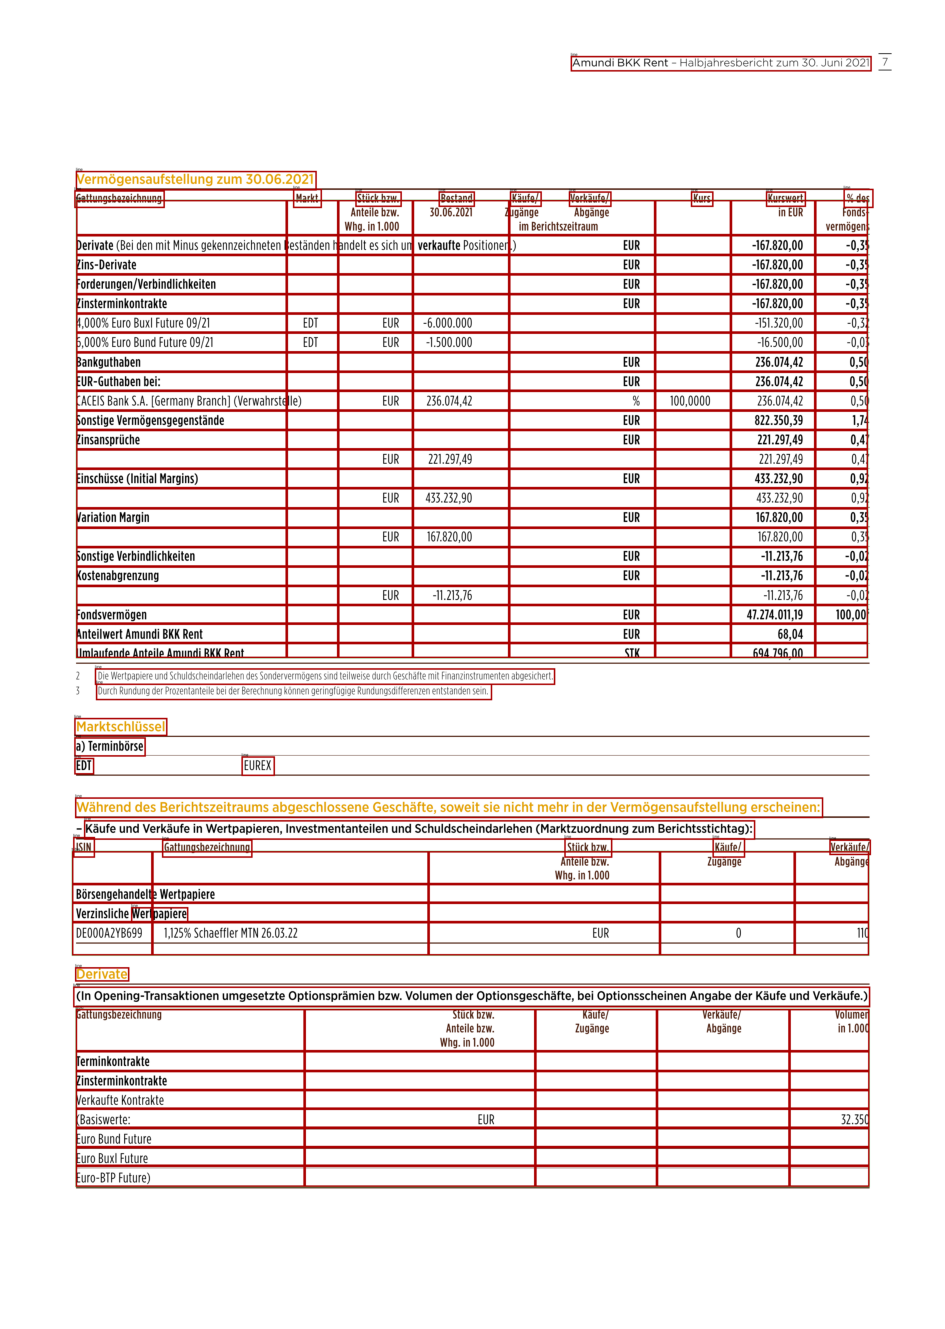 Amundi BKK Rent – Halbjahresbericht zum 30. Juni 2021 7
Vermögensaufstellung zum 30.06.2021
Gattungsbezeichnung Markt Stück bzw. Bestand Käufe/ Verkäufe/ Kurs Kurswert % des
Anteile bzw. 30.06.2021 Zugänge Abgänge in EUR Fonds-
Whg. in 1.000 im Berichtszeitraum vermögens
Derivate (Bei den mit Minus gekennzeichneten Beständen handelt es sich um verkaufte Positionen.) EUR -167.820,00 -0,35
Zins-Derivate EUR -167.820,00 -0,35
Forderungen/Verbindlichkeiten EUR -167.820,00 -0,35
Zinsterminkontrakte EUR -167.820,00 -0,35
4,000% Euro Buxl Future 09/21 EDT EUR -6.000.000 -151.320,00 -0,32
6,000% Euro Bund Future 09/21 EDT EUR -1.500.000 -16.500,00 -0,03
Bankguthaben EUR 236.074,42 0,50
EUR-Guthaben bei: EUR 236.074,42 0,50
CACEIS Bank S.A. [Germany Branch] (Verwahrstelle) EUR 236.074,42 % 100,0000 236.074,42 0,50
Sonstige Vermögensgegenstände EUR 822.350,39 1,74
Zinsansprüche EUR 221.297,49 0,47
EUR 221.297,49 221.297,49 0,47
Einschüsse (Initial Margins) EUR 433.232,90 0,92
EUR 433.232,90 433.232,90 0,92
Variation Margin EUR 167.820,00 0,35
EUR 167.820,00 167.820,00 0,35
Sonstige Verbindlichkeiten EUR -11.213,76 -0,02
Kostenabgrenzung EUR -11.213,76 -0,02
EUR -11.213,76 -11.213,76 -0,02
Fondsvermögen EUR 47.274.011,19 100,00
Anteilwert Amundi BKK Rent EUR 68,04
Umlaufende Anteile Amundi BKK Rent STK 694.796,00
2 Die Wertpapiere und Schuldscheindarlehen des Sondervermögens sind teilweise durch Geschäfte mit Finanzinstrumenten abgesichert.
3 Durch Rundung der Prozentanteile bei der Berechnung können geringfügige Rundungsdifferenzen entstanden sein.
Marktschlüssel
a) Terminbörse
EDT EUREX
Während des Berichtszeitraums abgeschlossene Geschäfte, soweit sie nicht mehr in der Vermögensaufstellung erscheinen:
– Käufe und Verkäufe in Wertpapieren, Investmentanteilen und Schuldscheindarlehen (Marktzuordnung zum Berichtsstichtag):
ISIN Gattungsbezeichnung Stück bzw. Käufe/ Verkäufe/
Anteile bzw. Zugänge Abgänge
Whg. in 1.000
Börsengehandelte Wertpapiere
Verzinsliche Wertpapiere
DE000A2YB699 1,125% Schaeffler MTN 26.03.22 EUR 0 110
Derivate
(In Opening-Transaktionen umgesetzte Optionsprämien bzw. Volumen der Optionsgeschäfte, bei Optionsscheinen Angabe der Käufe und Verkäufe.)
Gattungsbezeichnung Stück bzw. Käufe/ Verkäufe/ Volumen
Anteile bzw. Zugänge Abgänge in 1.000
Whg. in 1.000
Terminkontrakte
Zinsterminkontrakte
Verkaufte Kontrakte
(Basiswerte: EUR 32.350
Euro Bund Future
Euro Buxl Future
Euro-BTP Future)